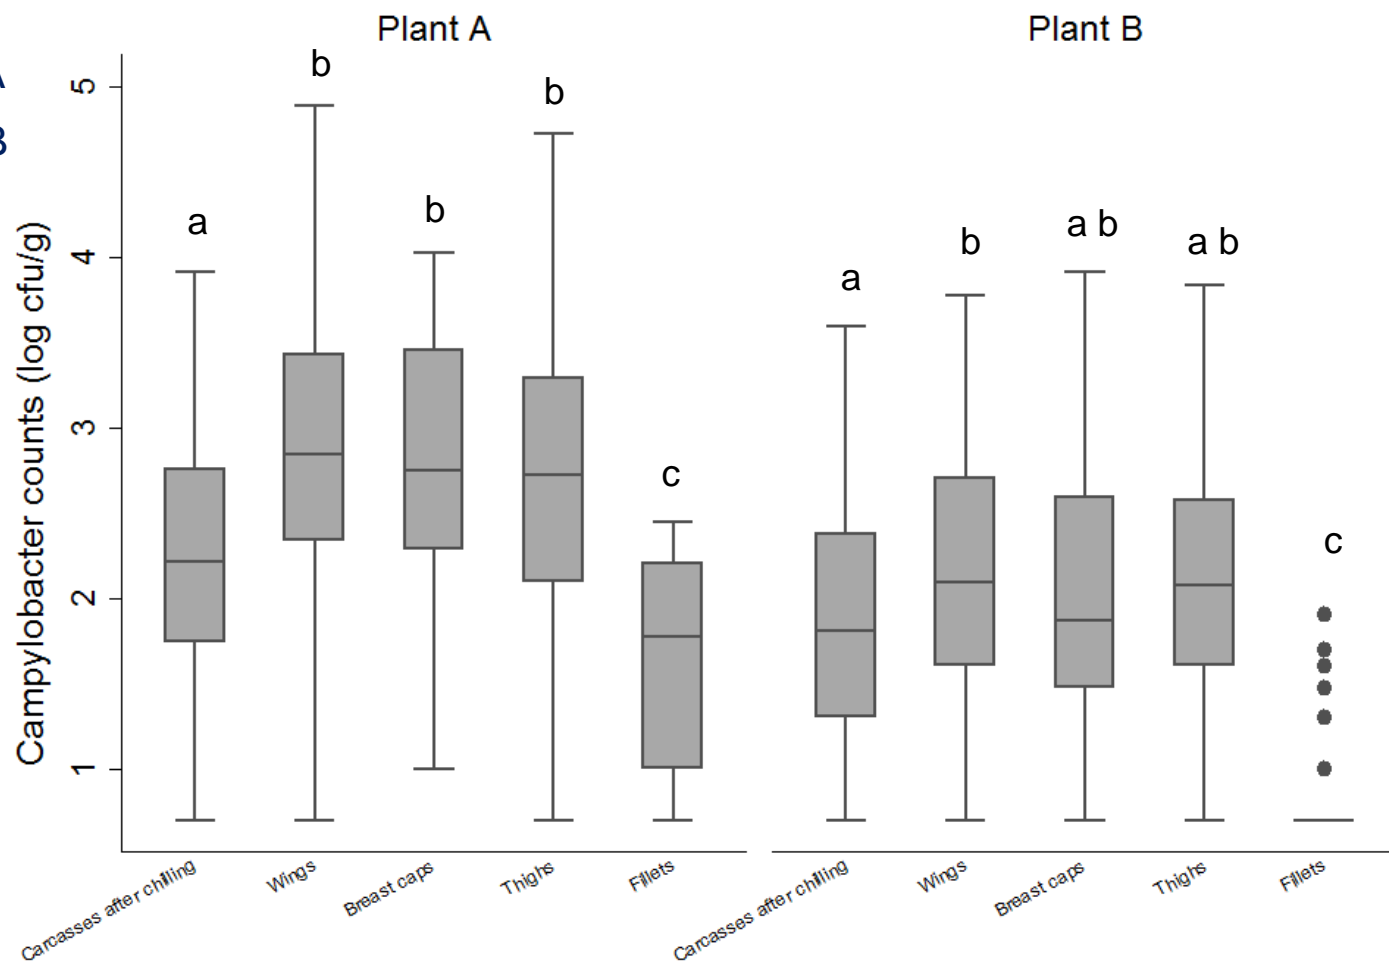 Plant A
Plant B
A
B
b
b
b
a
a
b
a b
a b
c
c
Campylobacter counts (log cfu/g)
5
4
3
2
1
Carcasses after chilling
Wings
Breast caps
Thighs
Fillets
Carcasses after chilling
Wings
Breast caps
Thighs
Fillets